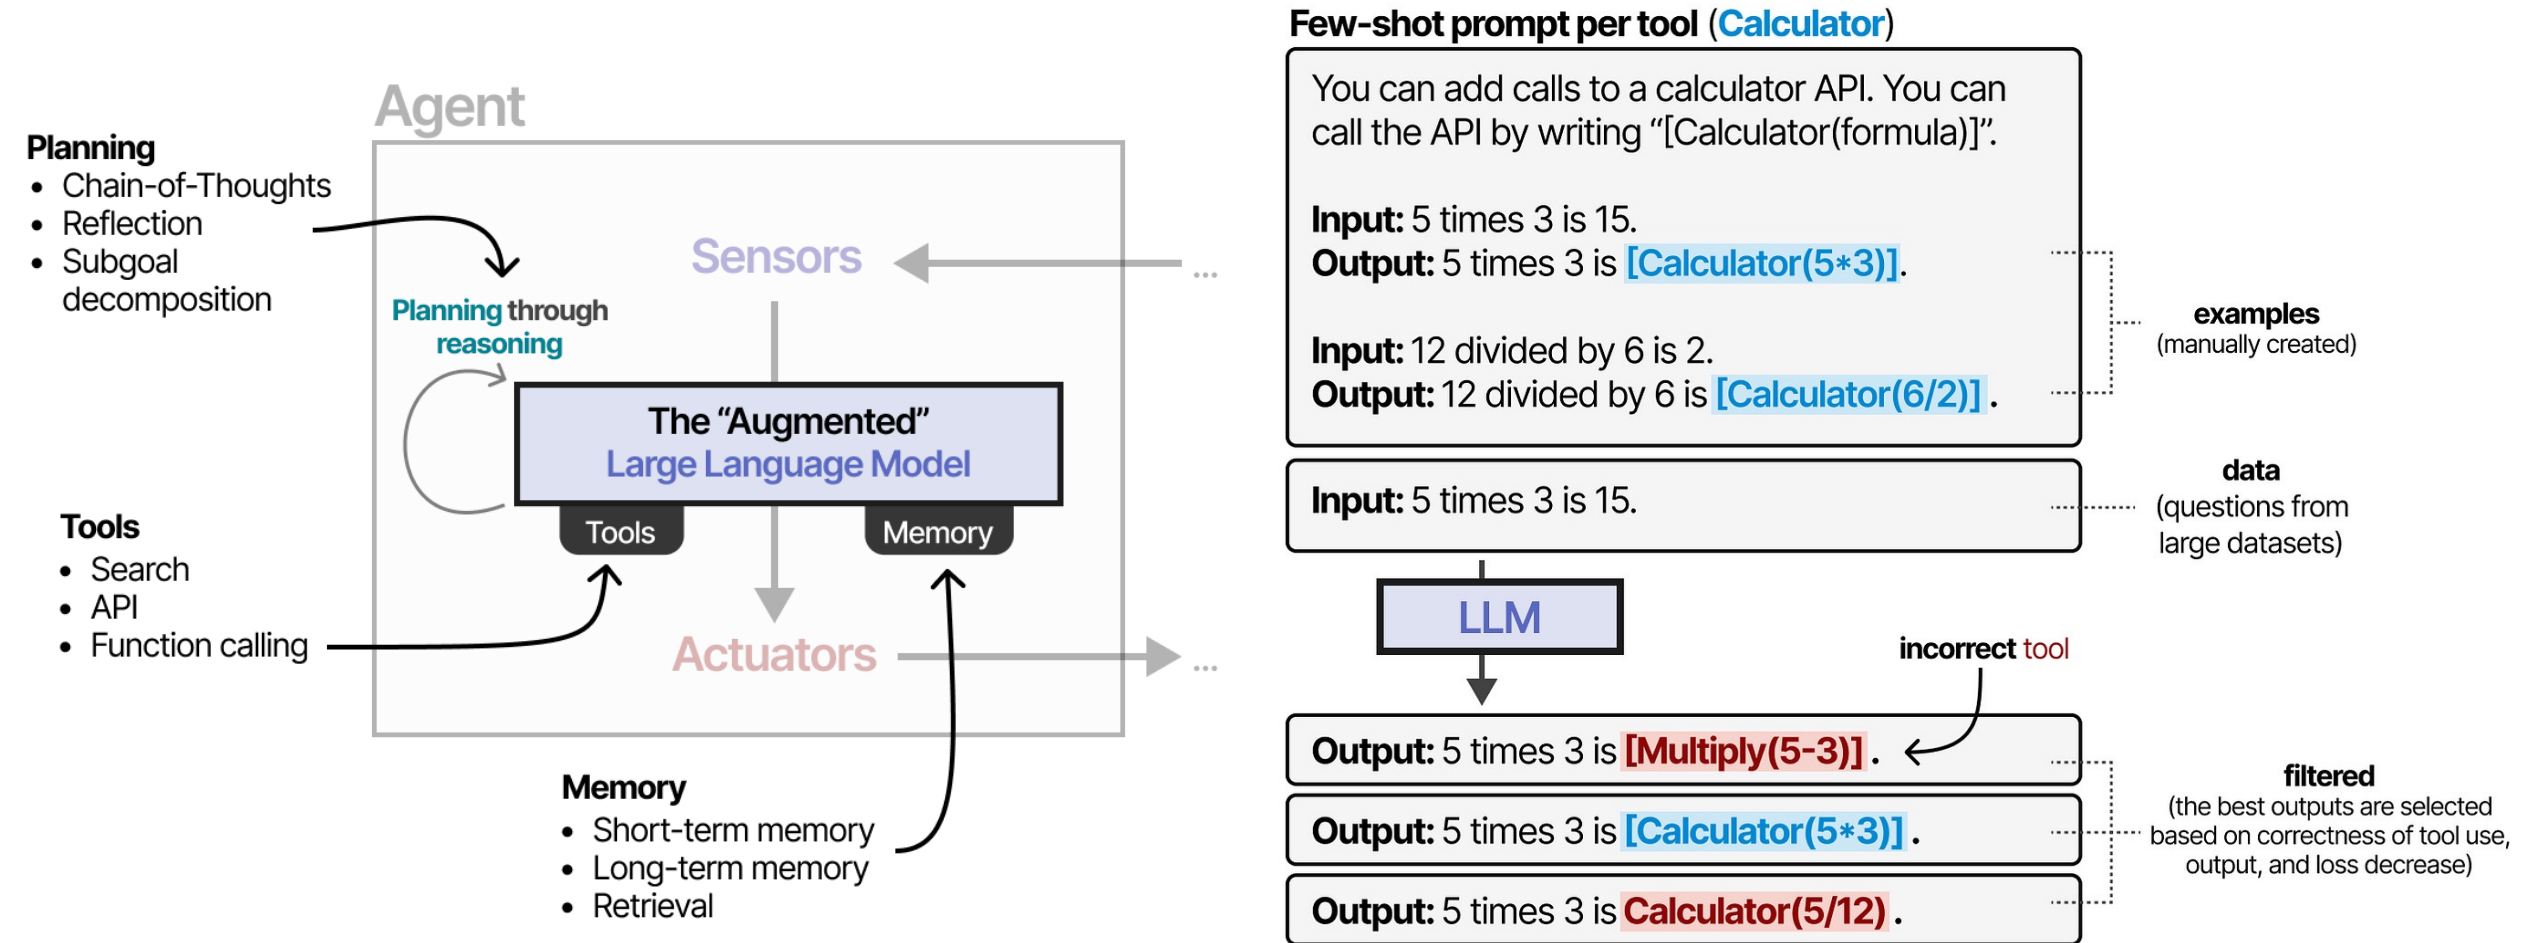 Agent
Planning
• Chain-of-Thoughts
• Reflection
• Subgoal
decomposition
Sensors
...
Planning through
reasoning
The “Augmented”
Large Language Model
Tools
Memory
Tools
• Search
• API
• Function calling
Actuators
...
Memory
• Short-term memory
• Long-term memory
• Retrieval
Few-shot prompt per tool (Calculator)
You can add calls to a calculator API. You can
call the API by writing “[Calculator(formula)]”.
Input: 5 times 3 is 15.
Output: 5 times 3 is [Calculator(5*3)].
Input: 12 divided by 6 is 2.
Output: 12 divided by 6 is [Calculator(6/2)] .
examples
(manually created)
Input: 5 times 3 is 15.
data
(questions from
large datasets)
LLM
incorrect tool
Output: 5 times 3 is [Multiply(5-3)] .
Output: 5 times 3 is [Calculator(5*3)] .
Output: 5 times 3 is Calculator(5/12) .
filtered
(the best outputs are selected
based on correctness of tool use,
output, and loss decrease)